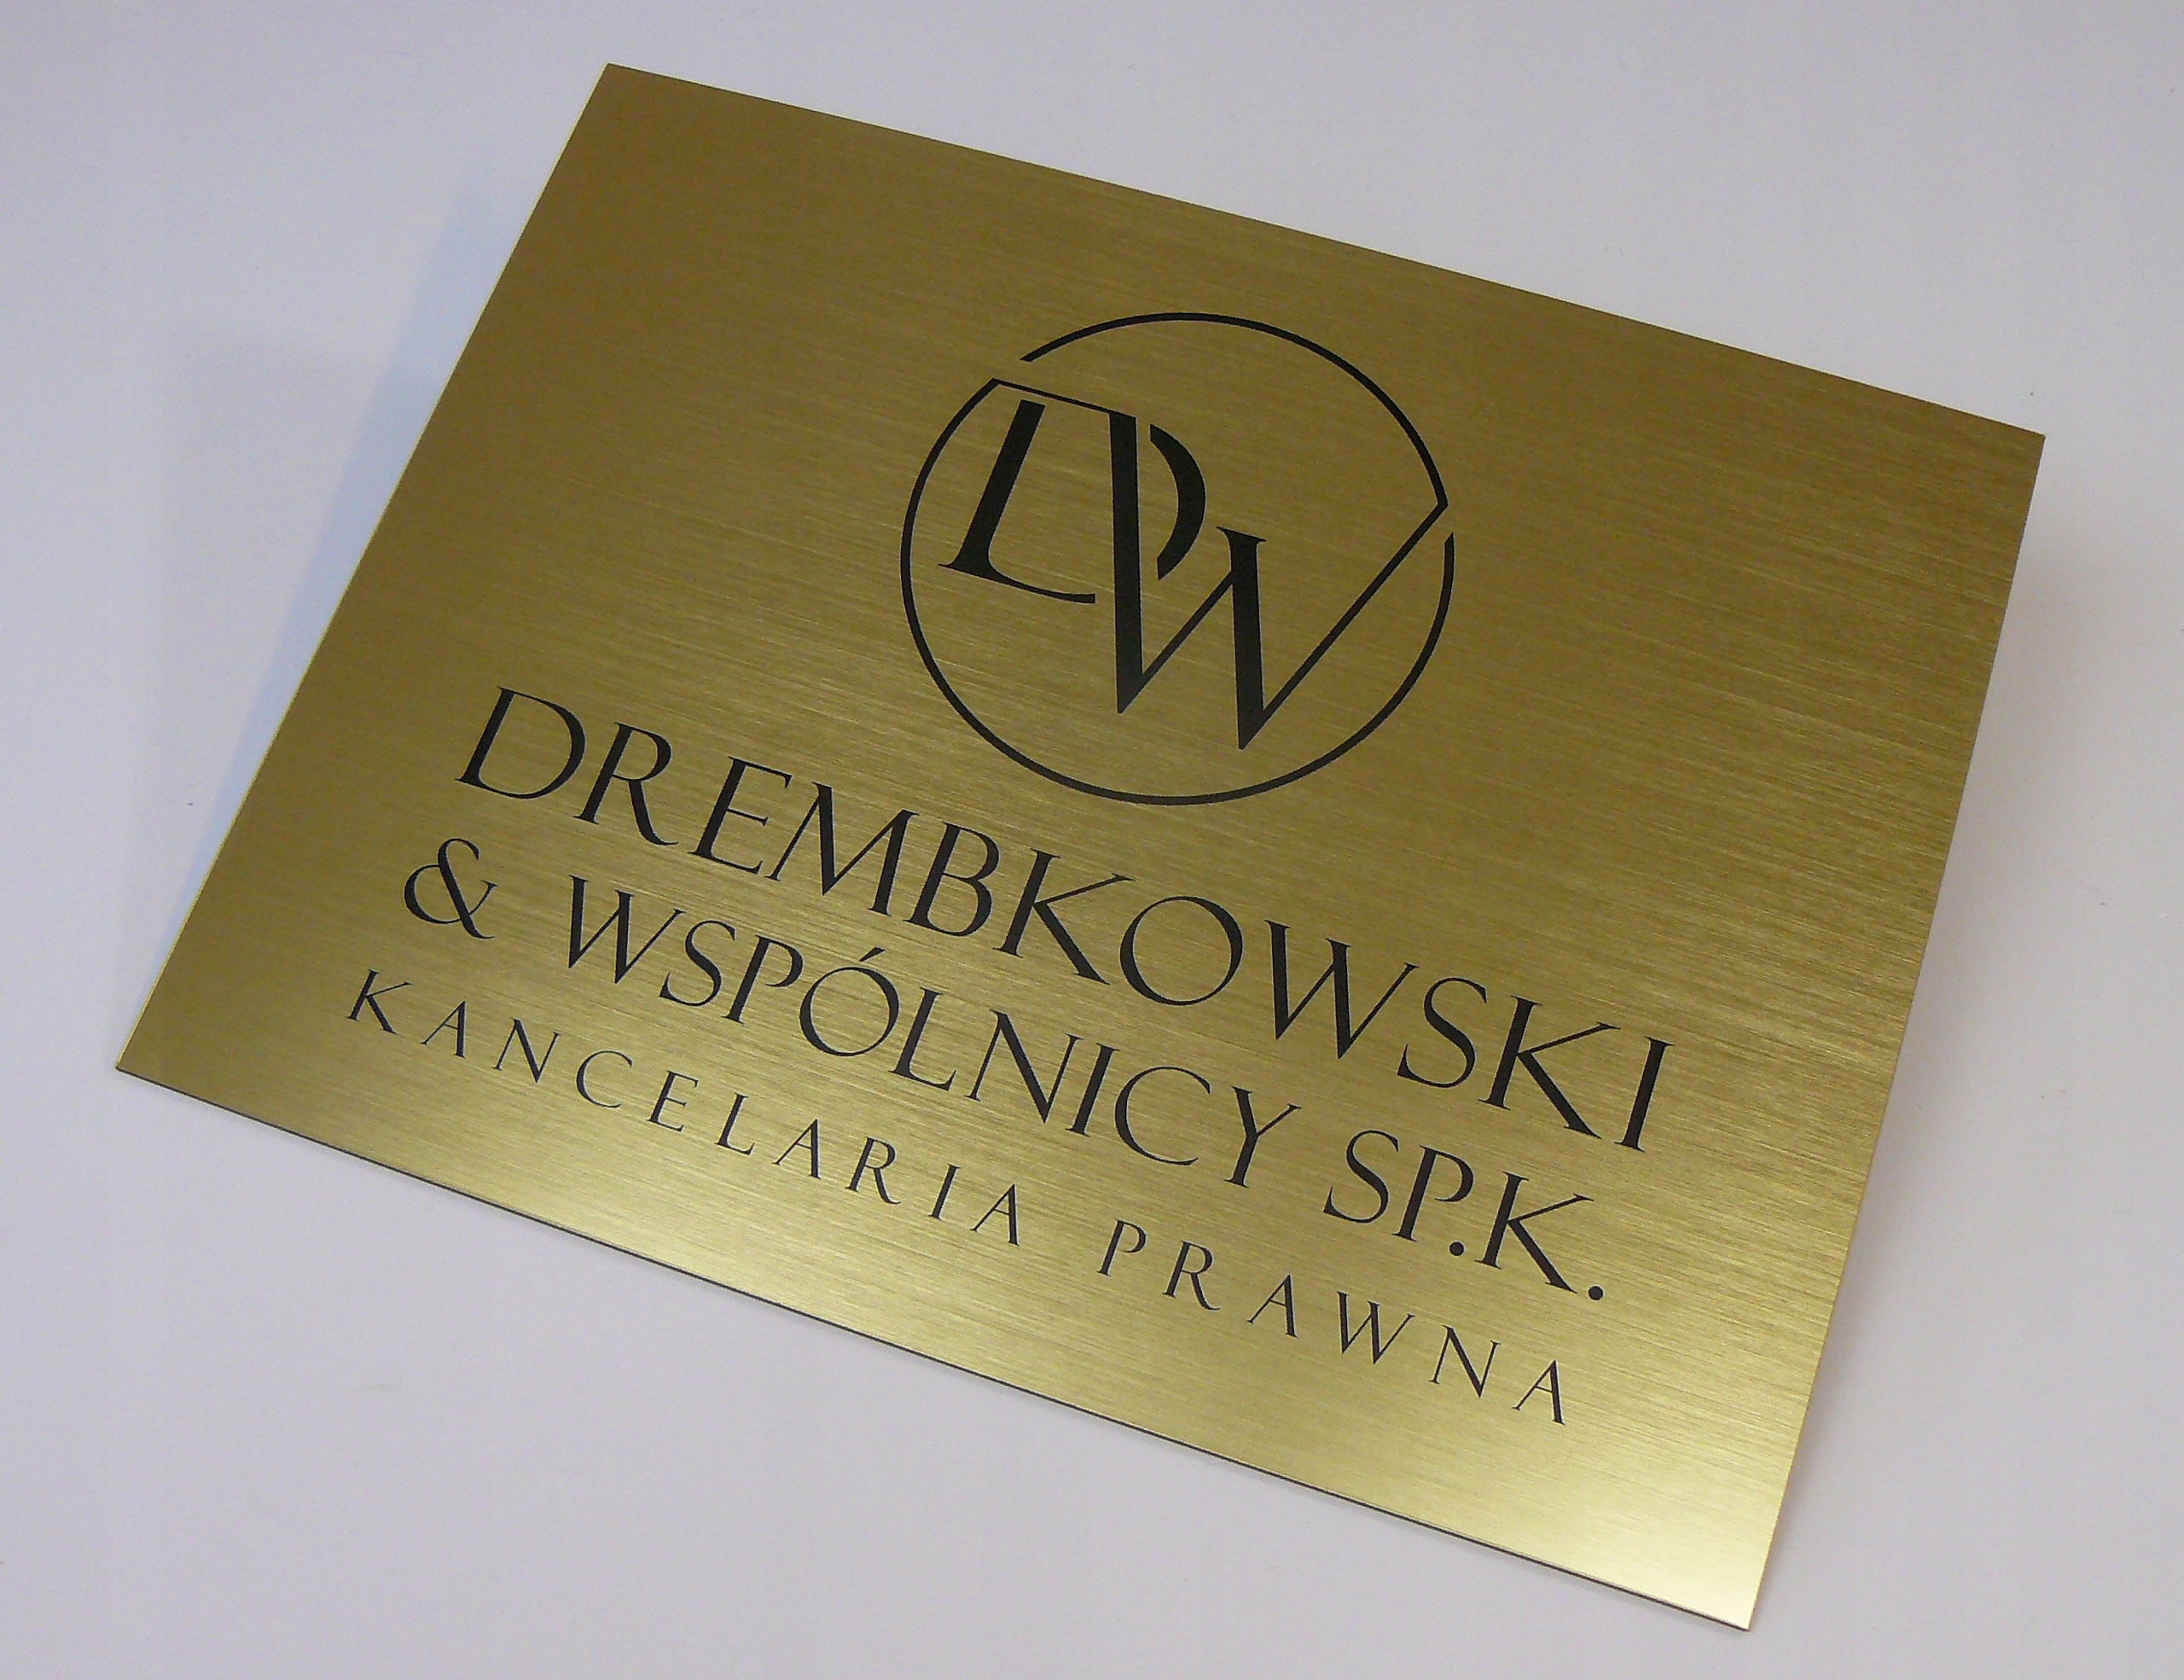 DW
DREMBKOWSKI
& WSPÓLNICY SP.K.
KANCELARIA PRAWNA